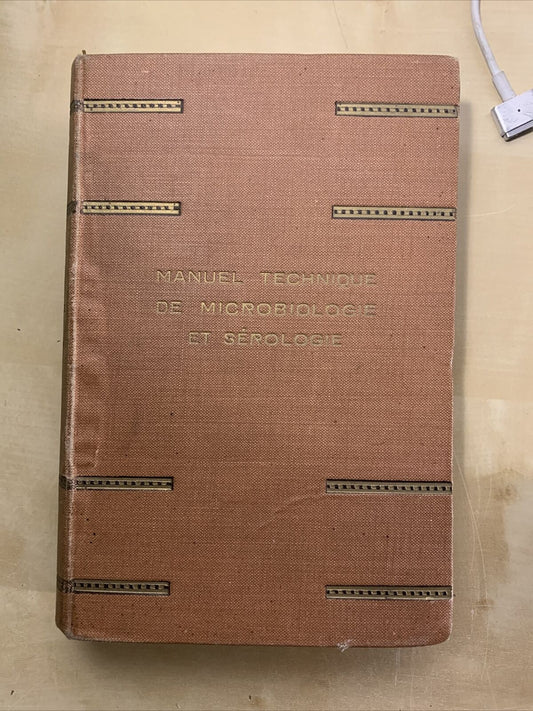 MANUEL TECHNIQUE
DE MICROBIOLOGIE
ET SÉROLOGIE